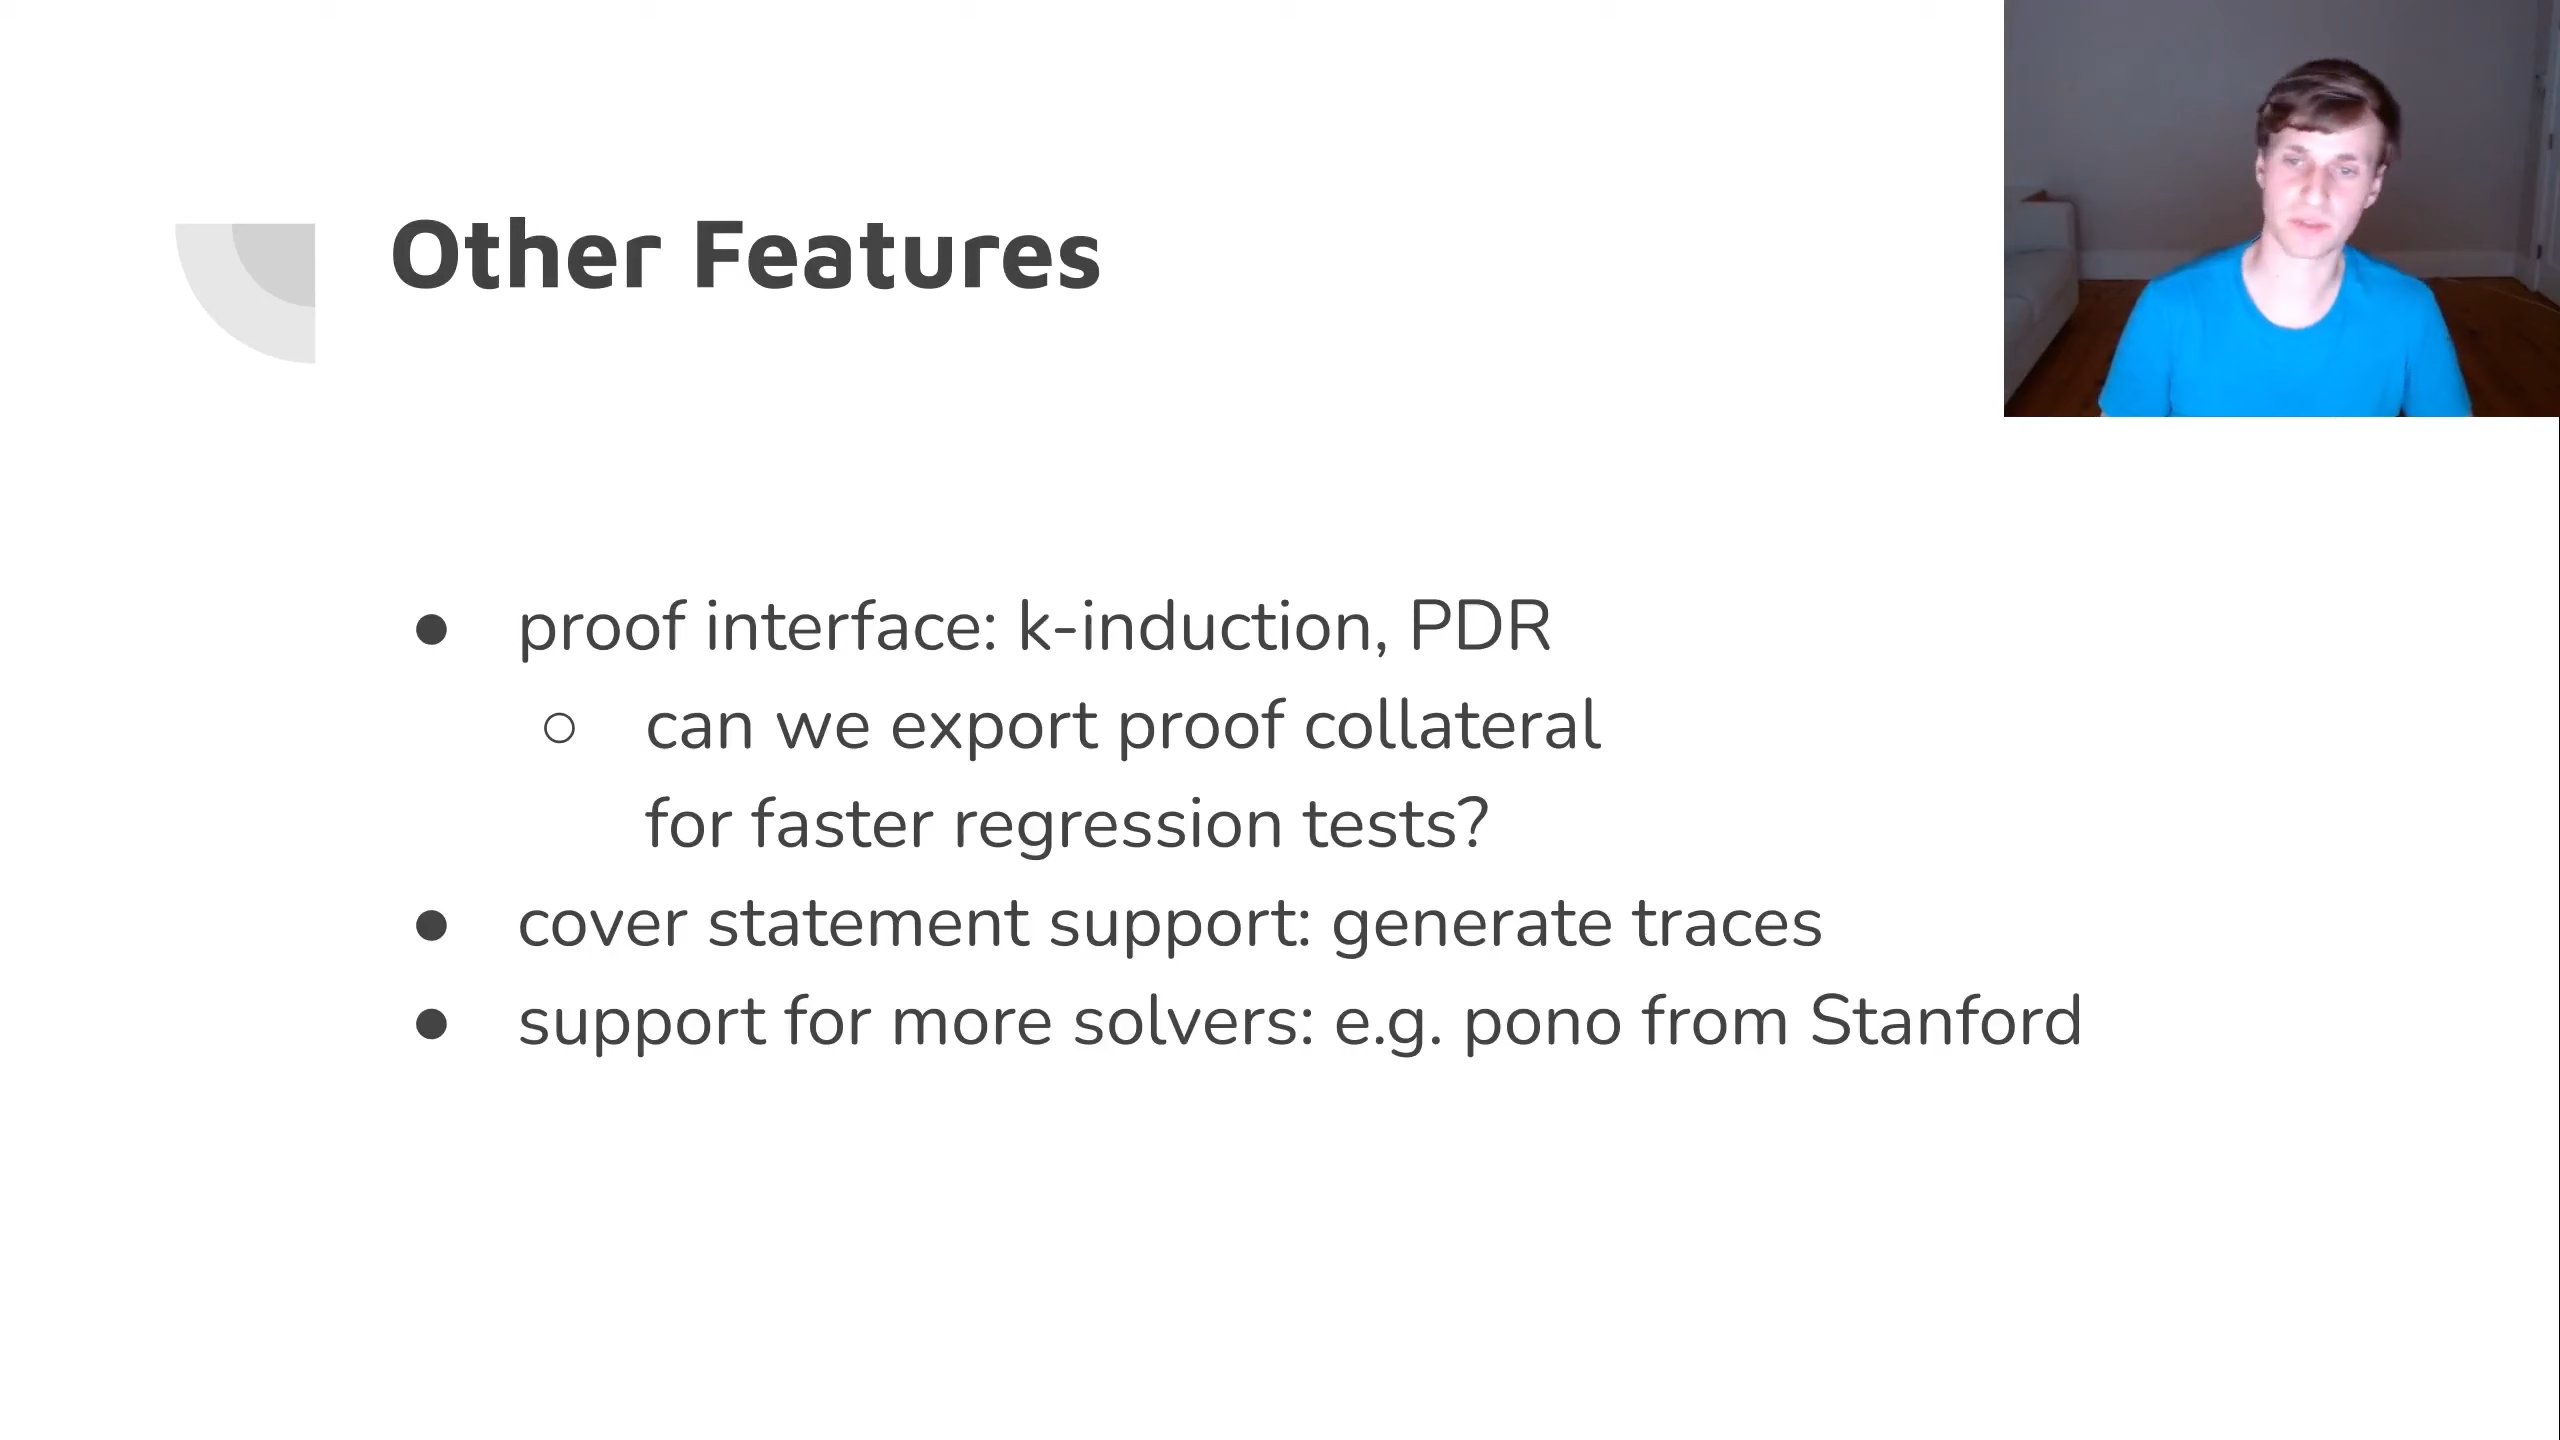 Other Features
● proof interface: k-induction, PDR
○ can we export proof collateral
for faster regression tests?
● cover statement support: generate traces
● support for more solvers: e.g. pono from Stanford